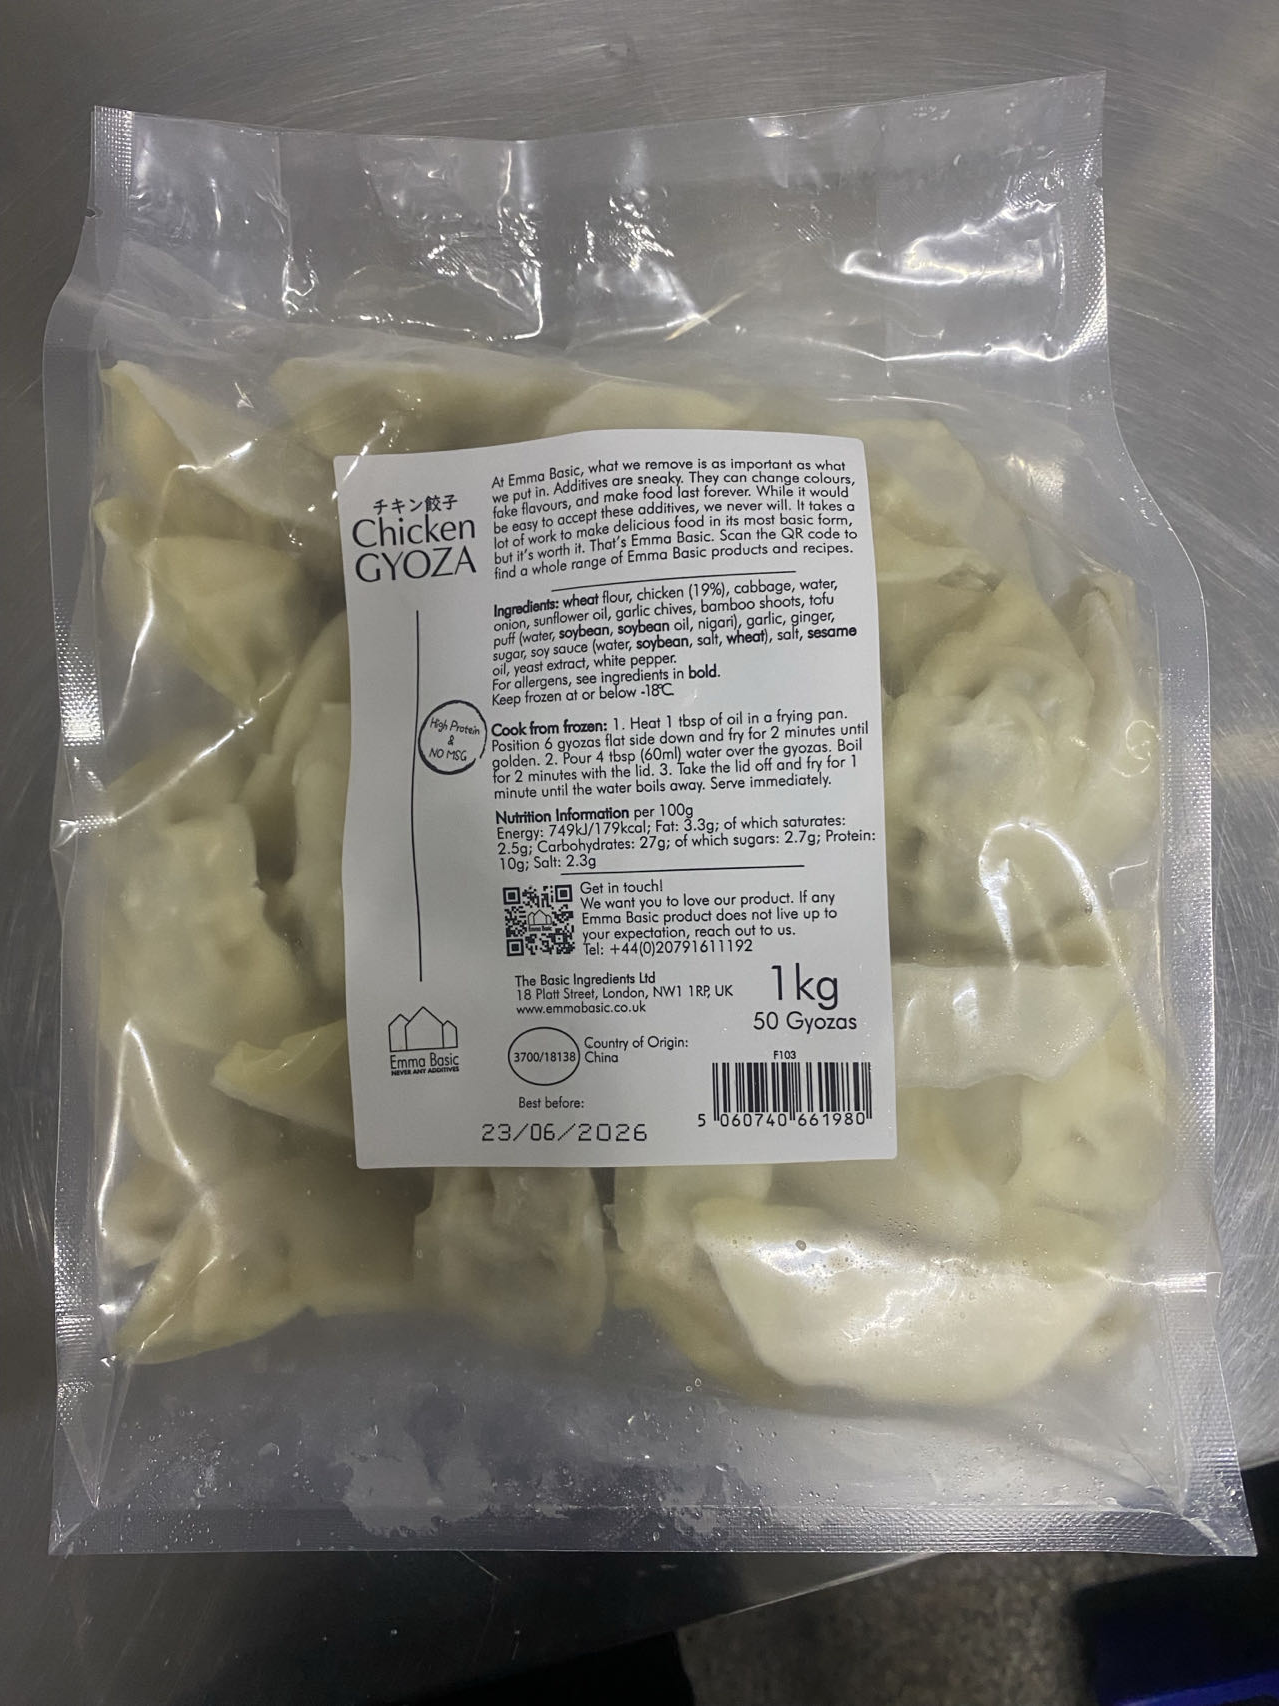 チキン餃子
Chicken
GYOZA
At Emma Basic, what we remove is as important as what
we put in. Additives are sneaky. They can change colours,
fake flavours, and make food last forever. While it would
be easy to accept these additives, we never will. It takes a
lot of work to make delicious food in its most basic form,
but it's worth it. That's Emma Basic. Scan the QR code to
find a whole range of Emma Basic products and recipes.
Ingredients: wheat flour, chicken (19%), cabbage, water,
onion, sunflower oil, garlic chives, bamboo shoots, tofu
puff (water, soybean, soybean oil, nigari), garlic, ginger,
sugar, soy sauce (water, soybean, salt, wheat), salt, sesame
oil, yeast extract, white pepper.
For allergens, see ingredients in bold.
Keep frozen at or below -18℃
High Protein
&
NO MSG
Cook from frozen: 1. Heat 1 tbsp of oil in a frying pan.
Position 6 gyozas flat side down and fry for 2 minutes until
golden. 2. Pour 4 tbsp (60ml) water over the gyozas. Boil
for 2 minutes with the lid. 3. Take the lid off and fry for 1
minute until the water boils away. Serve immediately.
Nutrition Information per 100g
Energy: 749kJ/179kcal; Fat: 3.3g; of which saturates:
2.5g; Carbohydrates: 27g; of which sugars: 2.7g; Protein:
10g; Salt: 2.3g
Get in touch!
We want you to love our product. If any
Emma Basic product does not live up to
your expectation, reach out to us.
Tel: +44(0)20791611192
The Basic Ingredients Ltd
18 Platt Street, London, NW1 1RP, UK
www.emmabasic.co.uk
1kg
50 Gyozas
Emma Basic
NEVER ANY ADDITIVES
3700/18138
Country of Origin:
China
F103
5 060740 661980
Best before:
23/06/2026